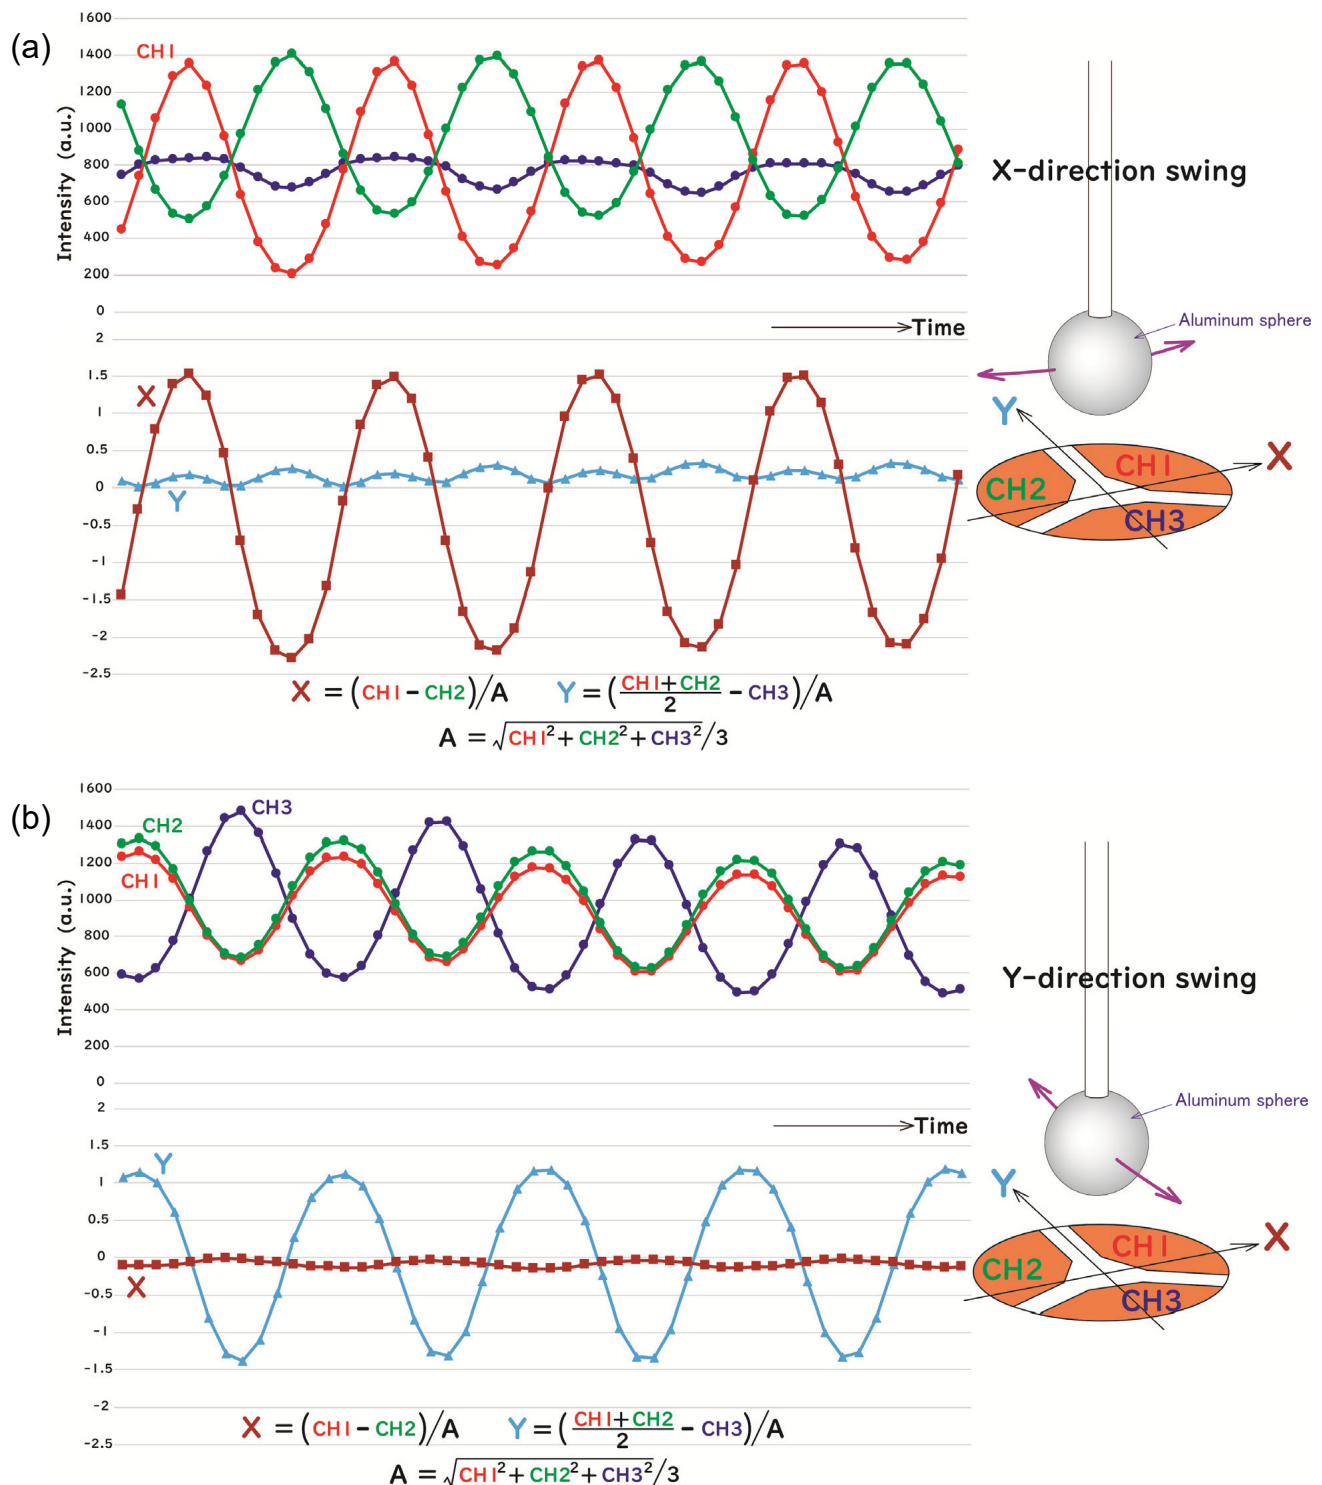 (a)
1600
1400
1200
1000
800
600
400
200
0
Intensity (a.u.)
CH1
2
1.5
1
0.5
0
-0.5
-1
-1.5
-2
-2.5
X
Y
Time
X-direction swing
Aluminum sphere
Y
X
CH1
CH2
CH3
X = (CH1 - CH2)/A Y = (CH1+CH2/2 - CH3)/A
A = √CH1²+CH2²+CH3²/3
(b)
1600
1400
1200
1000
800
600
400
200
0
Intensity (a.u.)
CH2
CH3
CH1
2
1.5
1
0.5
0
-0.5
-1
-1.5
-2
-2.5
Y
X
Time
Y-direction swing
Aluminum sphere
Y
X
CH1
CH2
CH3
X = (CH1 - CH2)/A Y = (CH1+CH2/2 - CH3)/A
A = √CH1²+CH2²+CH3²/3